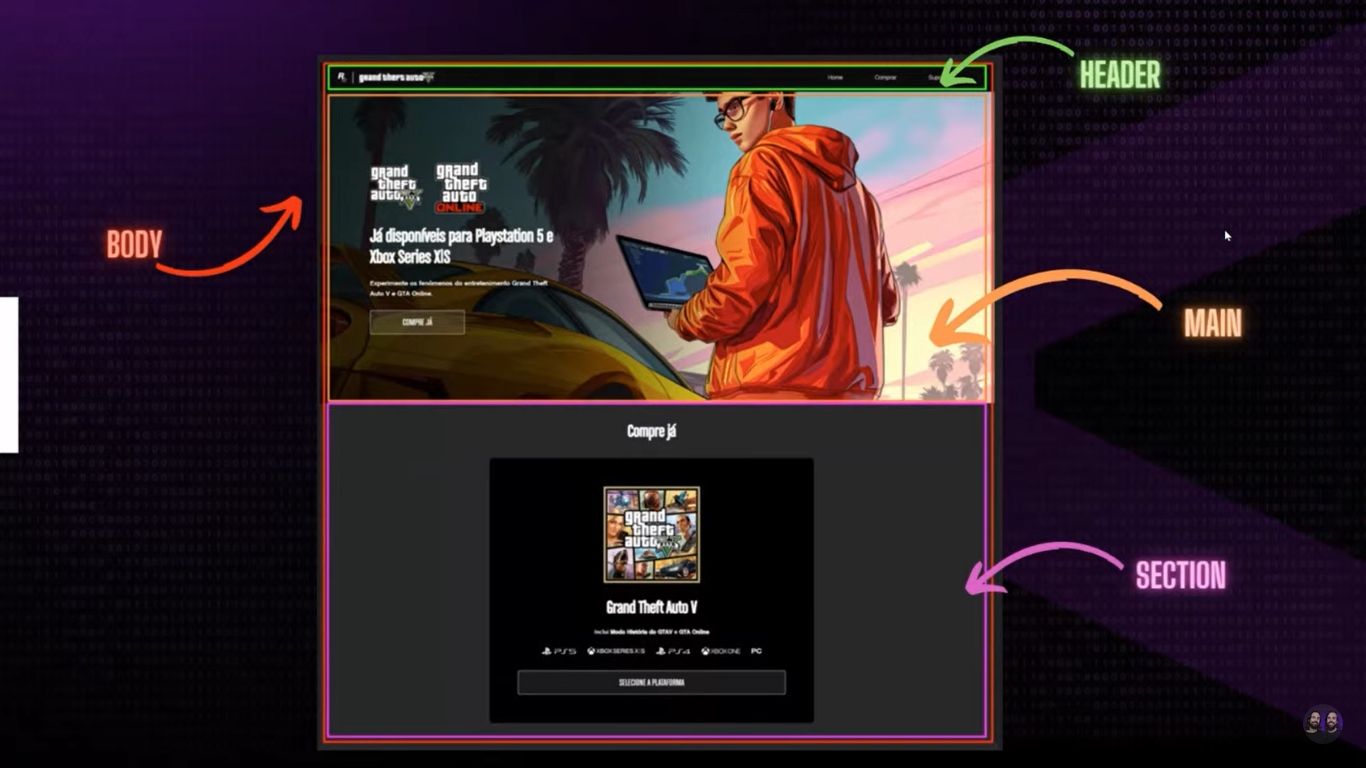 HEADER
grand theft auto V
Home
Comprar
BODY
grand theft auto V
grand theft auto ONLINE
Já disponíveis para Playstation 5 e
Xbox Series X|S
Experimente os fenômenos do entretenimento Grand Theft
Auto V e GTA Online.
COMPRE JÁ
MAIN
Compre já
grand theft auto V
SECTION
Grand Theft Auto V
Inclui Modo História do GTAV e GTA Online
PS5 XBOX SERIES X|S PS4 XBOX ONE PC
SELECIONE A PLATAFORMA